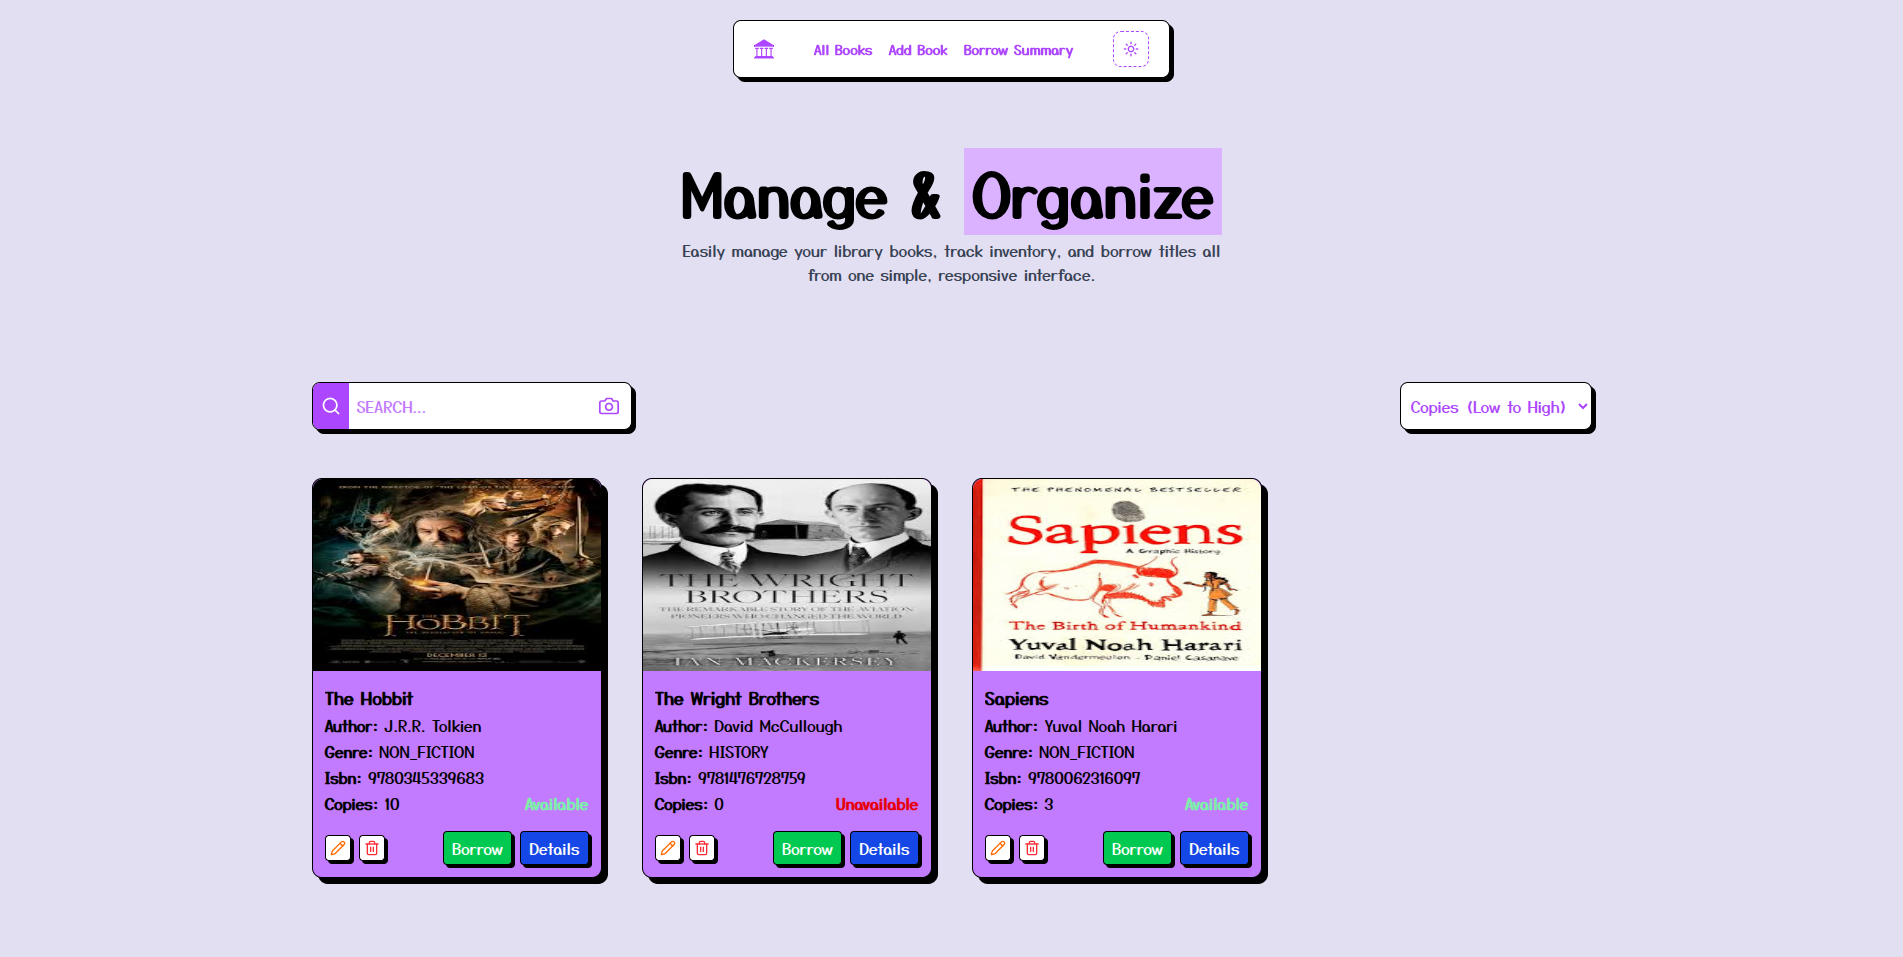 All Books Add Book Borrow Summary
Manage & Organize
Easily manage your library books, track inventory, and borrow titles all
from one simple, responsive interface.
SEARCH...
Copies (Low to High)
THE
HOBBIT
DECEMBER 13
The Hobbit
Author: J.R.R. Tolkien
Genre: NON_FICTION
Isbn: 9780345339683
Copies: 10 Available
Borrow Details
THE WRIGHT
BROTHERS
THE REMARKABLE STORY OF THE AVIATION
PIONEERS WHO CHANGED THE WORLD
IAN MACKERSEY
The Wright Brothers
Author: David McCullough
Genre: HISTORY
Isbn: 9781476728759
Copies: 0 Unavailable
Borrow Details
THE PHENOMENAL BESTSELLER
Sapiens
A Graphic History
The Birth of Humankind
Yuval Noah Harari
David Vandermeulen - Daniel Casanave
Sapiens
Author: Yuval Noah Harari
Genre: NON_FICTION
Isbn: 9780062316097
Copies: 3 Available
Borrow Details